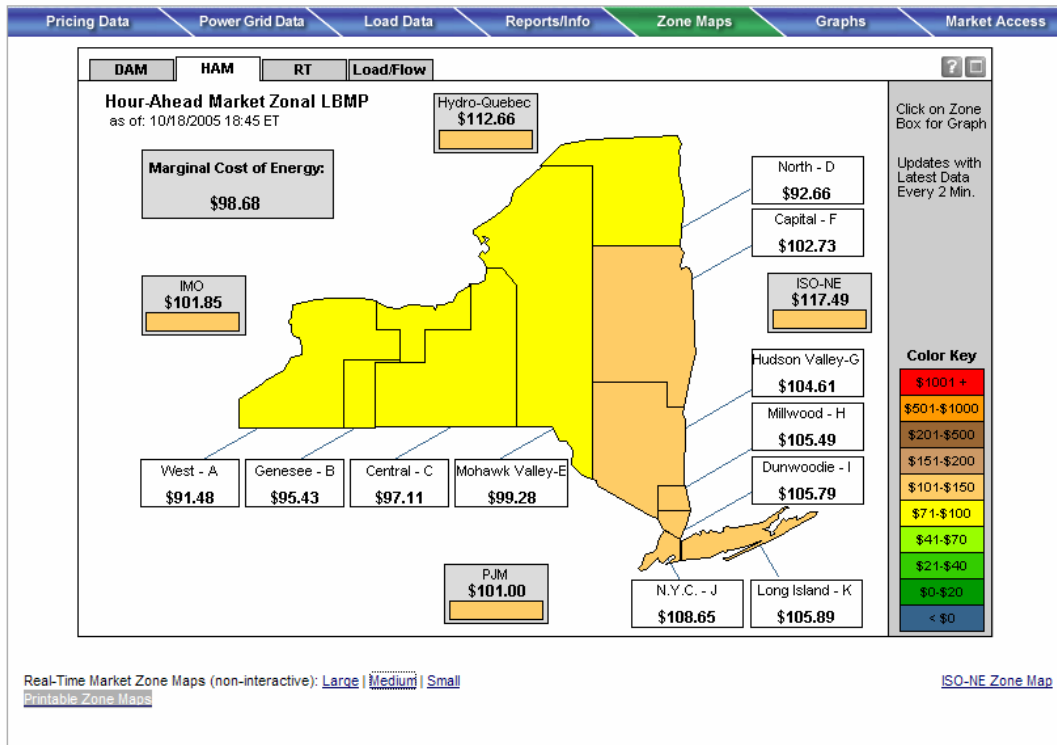 Pricing Data
Power Grid Data
Load Data
Reports/Info
Zone Maps
Graphs
Market Access
DAM
HAM
RT
Load/Flow
?
Hour-Ahead Market Zonal LBMP
as of: 10/18/2005 18:45 ET
Marginal Cost of Energy:
$98.68
Hydro-Quebec
$112.66
North - D
$92.66
Capital - F
$102.73
IMO
$101.85
ISO-NE
$117.49
Hudson Valley-G
$104.61
Millwood - H
$105.49
Dunwoodie - I
$105.79
West - A
$91.48
Genesee - B
$95.43
Central - C
$97.11
Mohawk Valley-E
$99.28
PJM
$101.00
N.Y.C. - J
$108.65
Long Island - K
$105.89
Click on Zone
Box for Graph
Updates with
Latest Data
Every 2 Min.
Color Key
$1001 +
$501-$1000
$201-$500
$151-$200
$101-$150
$71-$100
$41-$70
$21-$40
$0-$20
< $0
Real-Time Market Zone Maps (non-interactive): Large | Medium | Small
ISO-NE Zone Map
Printable Zone Maps